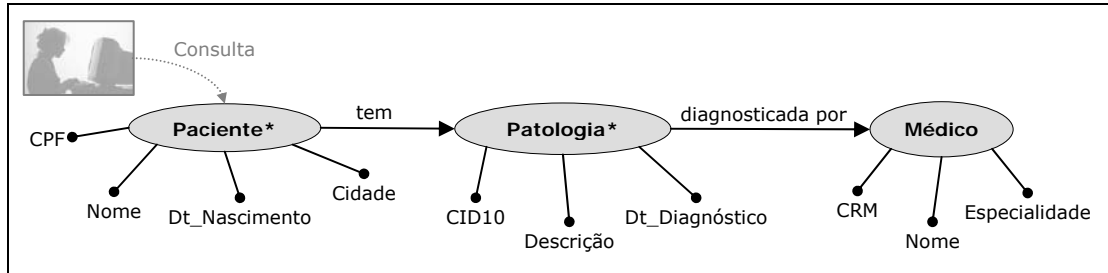 Consulta
tem
diagnosticada por
Paciente*
Patologia*
Médico
CPF
Nome
Dt_Nascimento
Cidade
CID10
Descrição
Dt_Diagnóstico
CRM
Nome
Especialidade